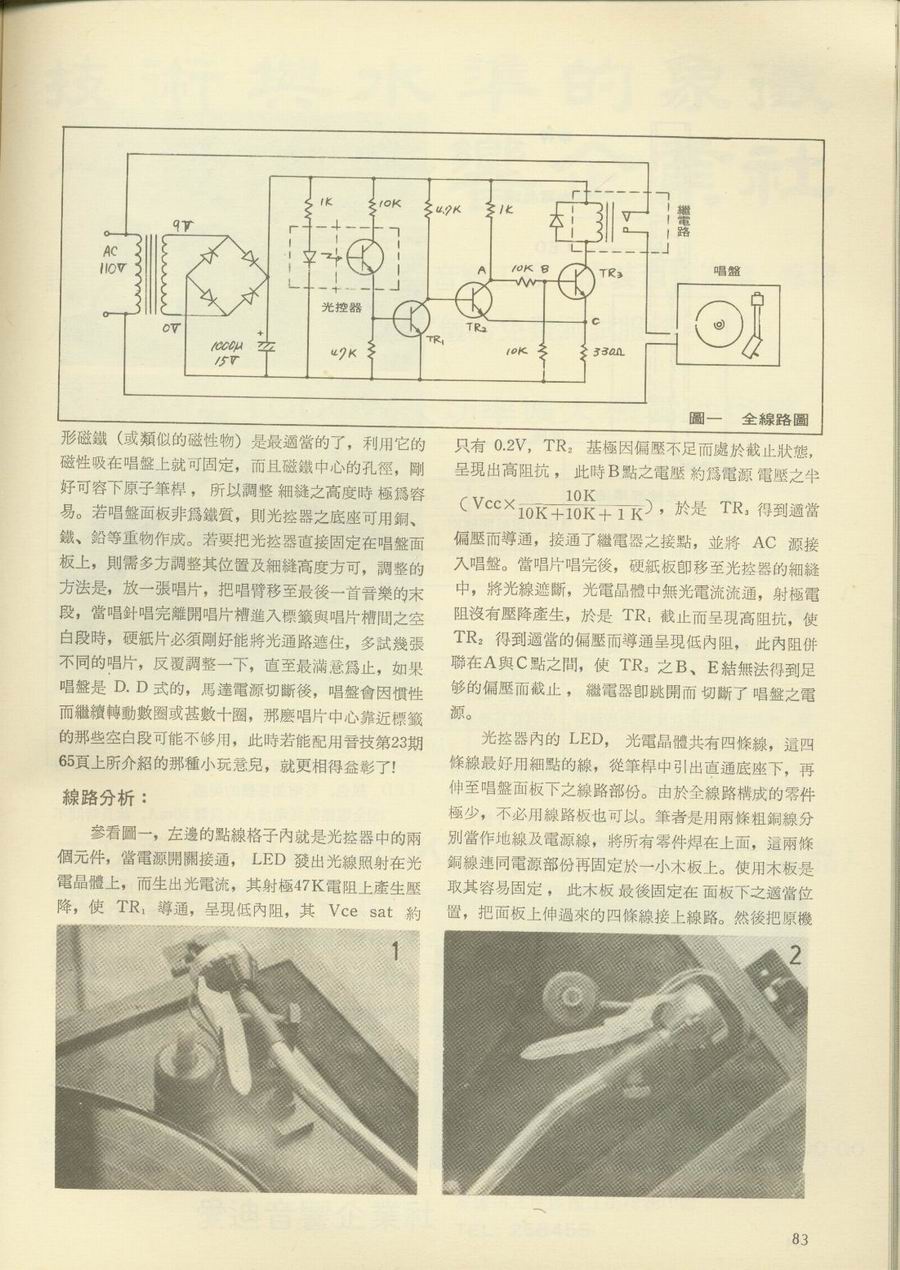 9V
AC
110V
0V
1000μ
15V
+
1K
10K
4.7K
1K
光控器
47K
TR₁
A
TR₂
10K B
10K
TR₃
C
330Ω
繼電路
唱盤
圖一 全線路圖
形磁鐵（或類似的磁性物）是最適當的了，利用它的
磁性吸在唱盤上就可固定，而且磁鐵中心的孔徑，剛
好可容下原子筆桿，所以調整細縫之高度時極爲容
易。若唱盤面板非爲鐵質，則光控器之底座可用銅、
鐵、鉛等重物作成。若要把光控器直接固定在唱盤面
板上，則需多方調整其位置及細縫高度方可，調整的
方法是，放一張唱片，把唱臂移至最後一首音樂的末
段，當唱針唱完離開唱片槽進入標籤與唱片槽間之空
白段時，硬紙片必須剛好能將光通路遮住，多試幾張
不同的唱片，反覆調整一下，直至最滿意爲止，如果
唱盤是 D. D 式的，馬達電源切斷後，唱盤會因慣性
而繼續轉動數圈或甚數十圈，那麽唱片中心靠近標籤
的那些空白段可能不够用，此時若能配用音技第23期
65頁上所介紹的那種小玩意兒，就更相得益彰了!
線路分析：
參看圖一，左邊的點線格子內就是光控器中的兩
個元件，當電源開關接通， LED 發出光線照射在光
電晶體上，而生出光電流，其射極47K電阻上產生壓
降，使 TR₁ 導通，呈現低內阻，其 Vce sat 約
只有 0.2V，TR₂ 基極因偏壓不足而處於截止狀態,
呈現出高阻抗，此時B點之電壓約爲電源電壓之半
（Vcc× 10K / 10K+10K+1K），於是 TR₃ 得到適當
偏壓而導通，接通了繼電器之接點，並將 AC 源接
入唱盤。當唱片唱完後，硬紙板卽移至光控器的細縫
中，將光線遮斷，光電晶體中無光電流流通，射極電
阻沒有壓降產生，於是 TR₁ 截止而呈現高阻抗，使
TR₂ 得到適當的偏壓而導通呈現低內阻，此內阻併
聯在A與C點之間，使 TR₃ 之B、E結無法得到足
够的偏壓而截止，繼電器卽跳開而切斷了唱盤之電
源。
光控器內的 LED， 光電晶體共有四條線，這四
條線最好用細點的線，從筆桿中引出直通底座下，再
伸至唱盤面板下之線路部份。由於全線路構成的零件
極少，不必用線路板也可以。筆者是用兩條粗銅線分
別當作地線及電源線，將所有零件焊在上面，這兩條
銅線連同電源部份再固定於一小木板上。使用木板是
取其容易固定，此木板最後固定在面板下之適當位
置，把面板上伸過來的四條線接上線路。然後把原機
1
2
83